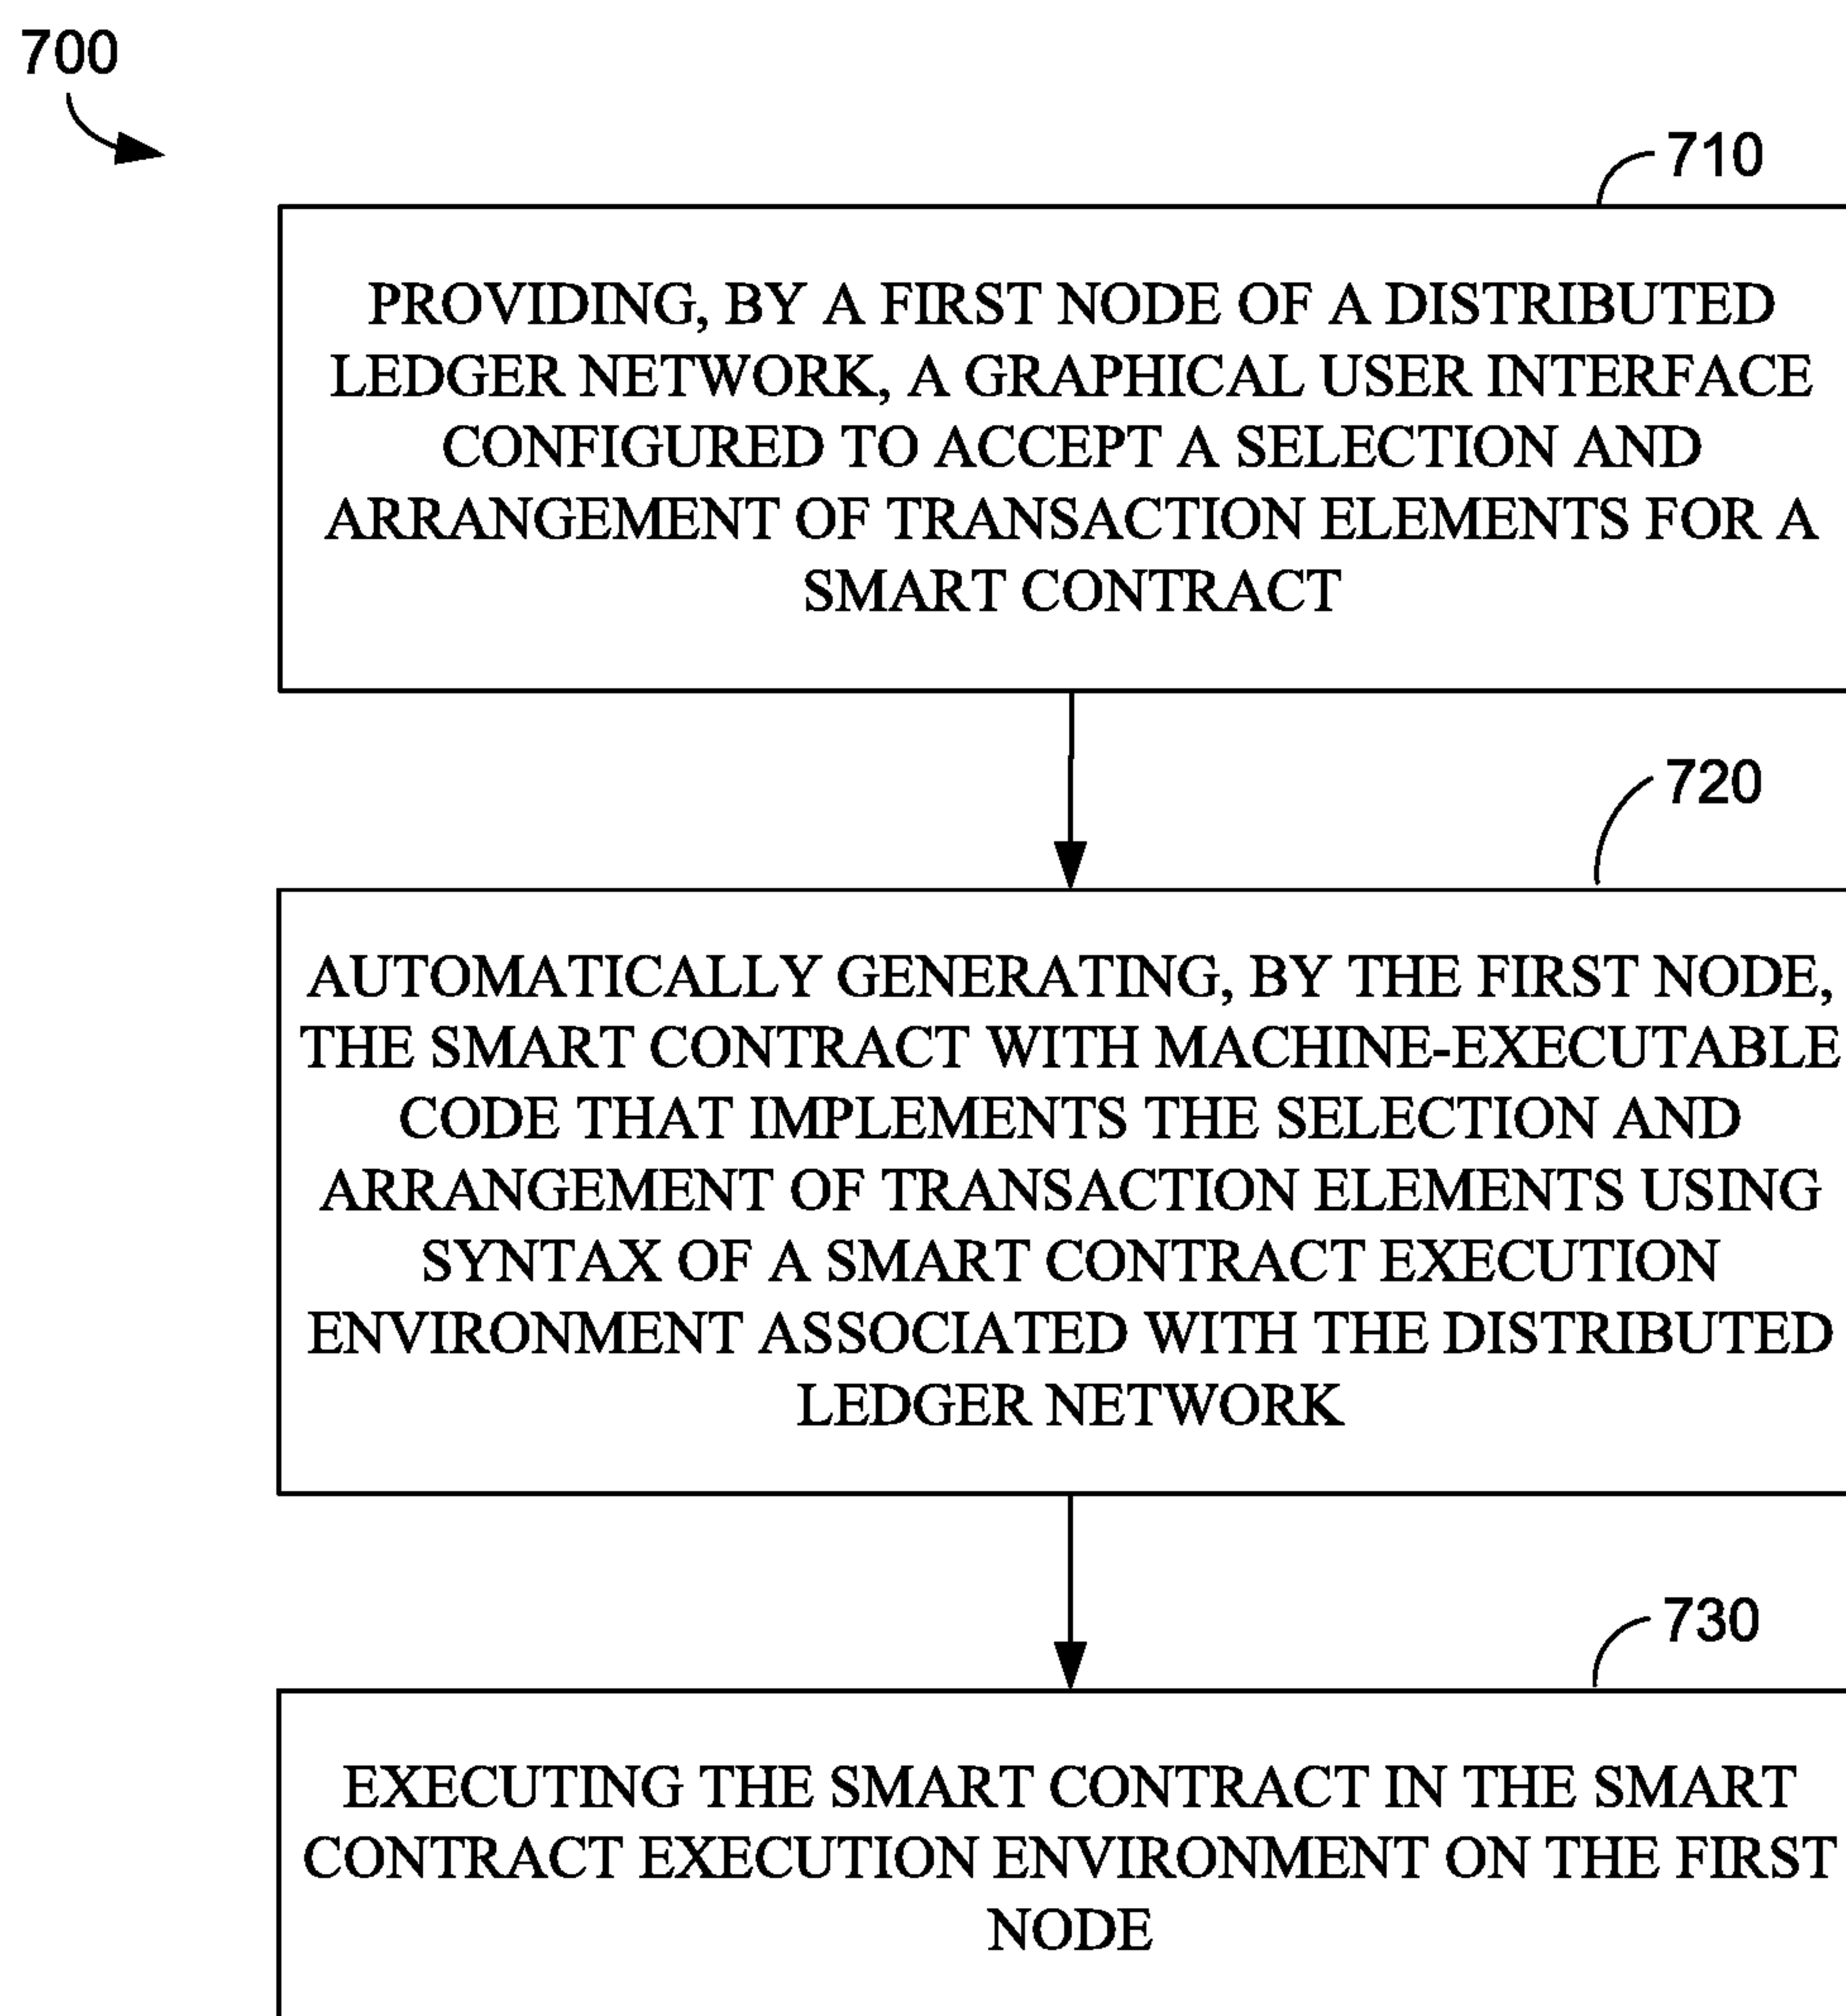 700
710
PROVIDING, BY A FIRST NODE OF A DISTRIBUTED
LEDGER NETWORK, A GRAPHICAL USER INTERFACE
CONFIGURED TO ACCEPT A SELECTION AND
ARRANGEMENT OF TRANSACTION ELEMENTS FOR A
SMART CONTRACT
720
AUTOMATICALLY GENERATING, BY THE FIRST NODE,
THE SMART CONTRACT WITH MACHINE-EXECUTABLE
CODE THAT IMPLEMENTS THE SELECTION AND
ARRANGEMENT OF TRANSACTION ELEMENTS USING
SYNTAX OF A SMART CONTRACT EXECUTION
ENVIRONMENT ASSOCIATED WITH THE DISTRIBUTED
LEDGER NETWORK
730
EXECUTING THE SMART CONTRACT IN THE SMART
CONTRACT EXECUTION ENVIRONMENT ON THE FIRST
NODE